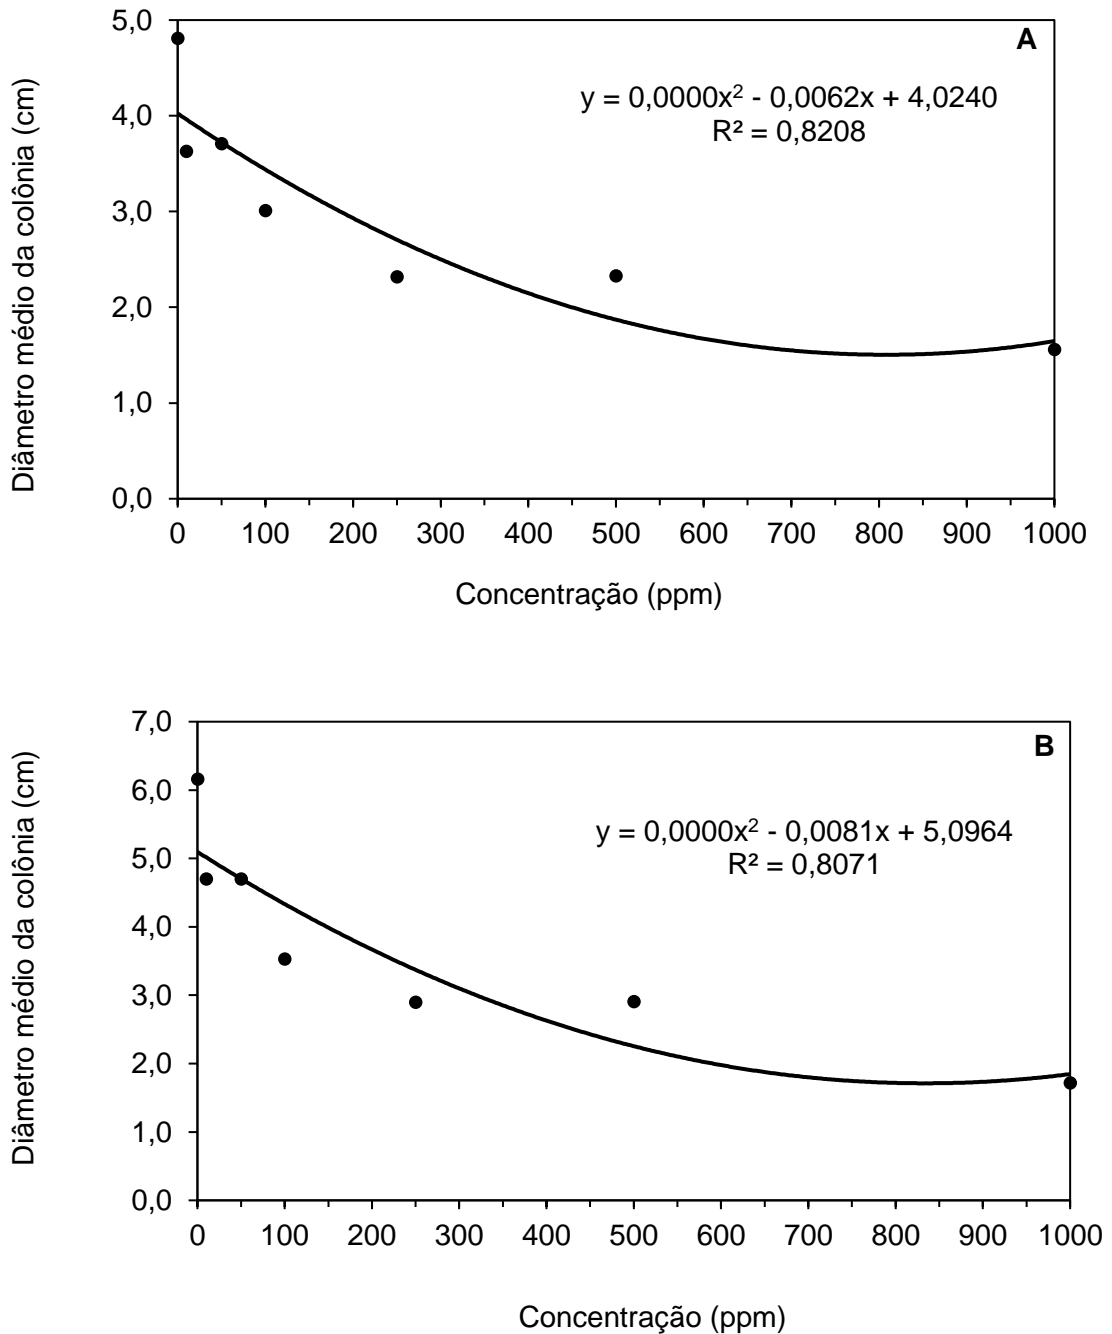 5,0
A
4,0
y = 0,0000x² - 0,0062x + 4,0240
R² = 0,8208
3,0
2,0
1,0
0,0
Diâmetro médio da colônia (cm)
0 100 200 300 400 500 600 700 800 900 1000
Concentração (ppm)
7,0
B
6,0
y = 0,0000x² - 0,0081x + 5,0964
R² = 0,8071
5,0
4,0
3,0
2,0
1,0
0,0
Diâmetro médio da colônia (cm)
0 100 200 300 400 500 600 700 800 900 1000
Concentração (ppm)